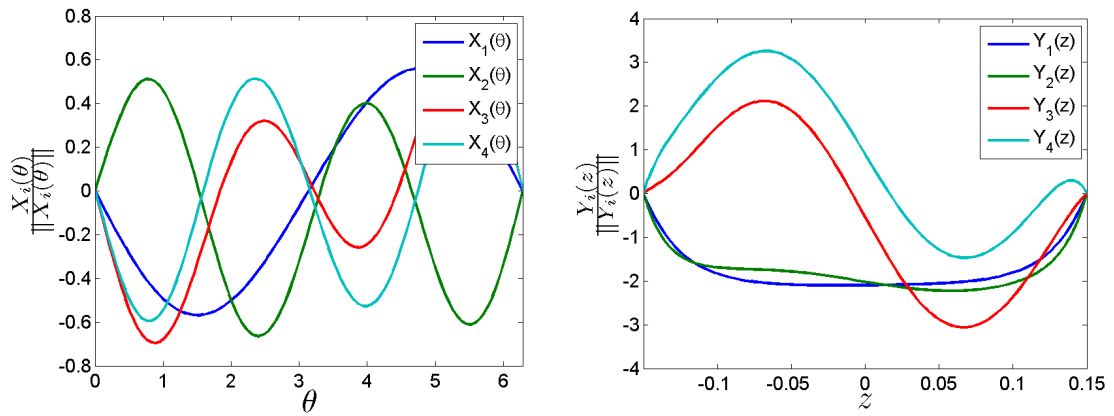 0.8
0.6
0.4
0.2
0
-0.2
-0.4
-0.6
-0.8
0 1 2 3 4 5 6
θ
X_i(θ)
||X_i(θ)||
X_1(θ)
X_2(θ)
X_3(θ)
X_4(θ)
4
3
2
1
0
-1
-2
-3
-4
-0.1 -0.05 0 0.05 0.1 0.15
z
Y_i(z)
||Y_i(z)||
Y_1(z)
Y_2(z)
Y_3(z)
Y_4(z)